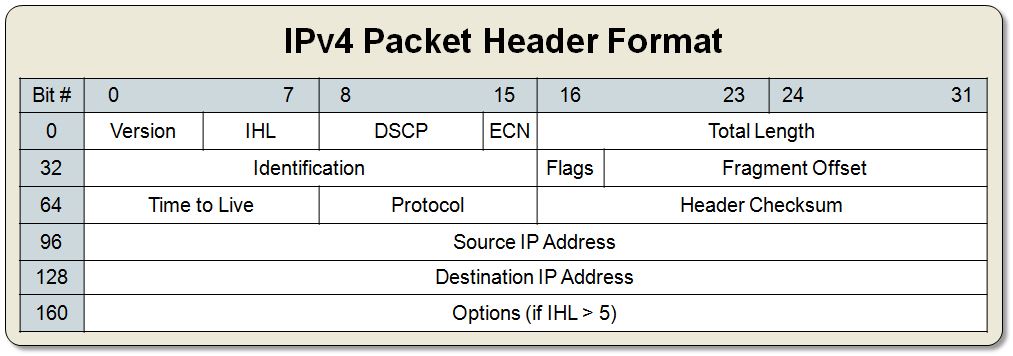 IPv4 Packet Header Format
Bit # 0 7 8 15 16 23 24 31
0 Version IHL DSCP ECN Total Length
32 Identification Flags Fragment Offset
64 Time to Live Protocol Header Checksum
96 Source IP Address
128 Destination IP Address
160 Options (if IHL > 5)